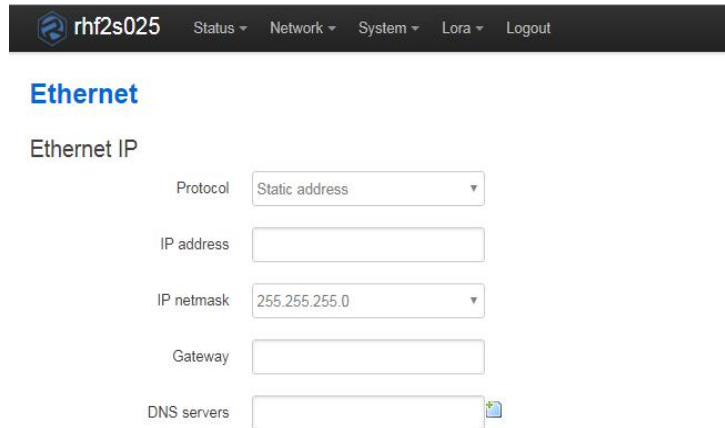 rhf2s025 Status Network System Lora Logout
Ethernet
Ethernet IP
Protocol Static address
IP address
IP netmask 255.255.255.0
Gateway
DNS servers